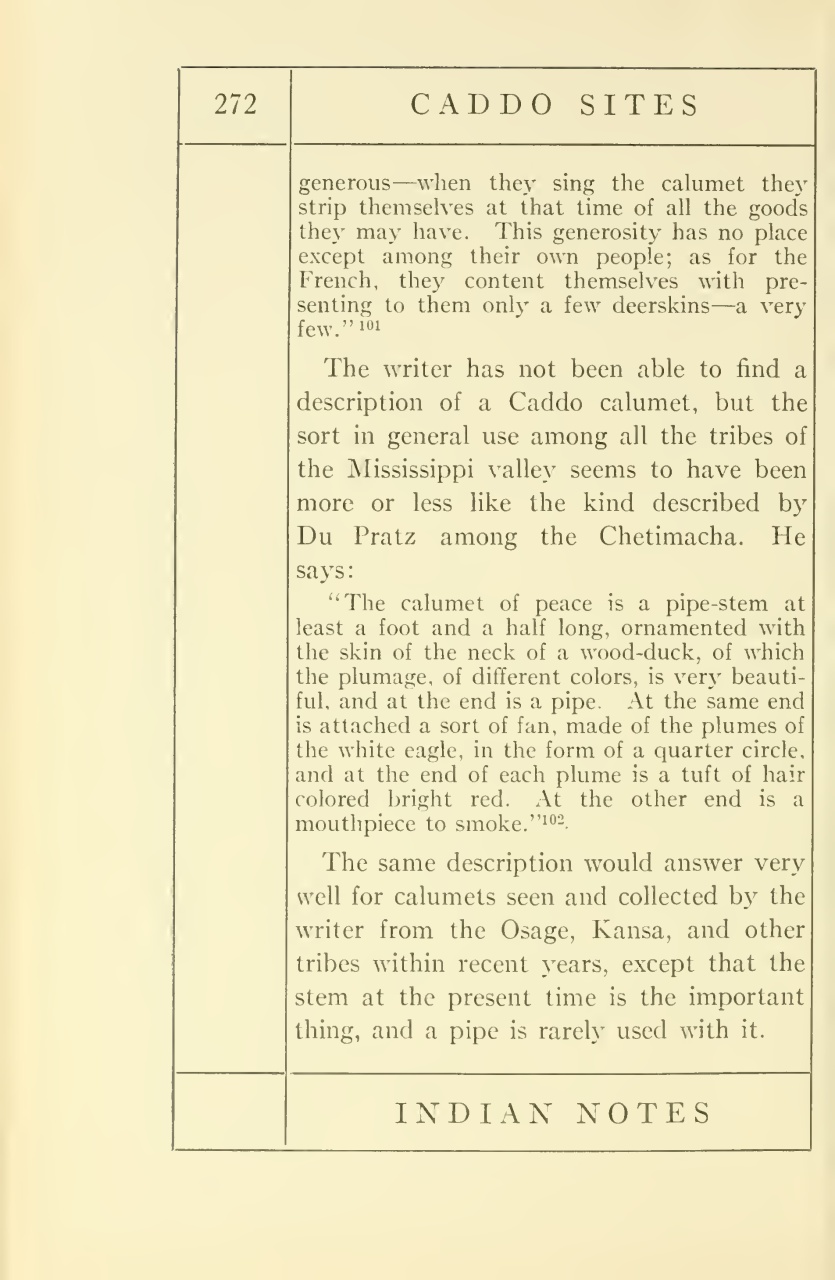 272
CADDO SITES
generous—when they sing the calumet they
strip themselves at that time of all the goods
they may have. This generosity has no place
except among their own people; as for the
French, they content themselves with pre-
senting to them only a few deerskins—a very
few." 101
The writer has not been able to find a
description of a Caddo calumet, but the
sort in general use among all the tribes of
the Mississippi valley seems to have been
more or less like the kind described by
Du Pratz among the Chetimacha. He
says:
"The calumet of peace is a pipe-stem at
least a foot and a half long, ornamented with
the skin of the neck of a wood-duck, of which
the plumage, of different colors, is very beauti-
ful, and at the end is a pipe. At the same end
is attached a sort of fan, made of the plumes of
the white eagle, in the form of a quarter circle,
and at the end of each plume is a tuft of hair
colored bright red. At the other end is a
mouthpiece to smoke."102.
The same description would answer very
well for calumets seen and collected by the
writer from the Osage, Kansa, and other
tribes within recent years, except that the
stem at the present time is the important
thing, and a pipe is rarely used with it.
INDIAN NOTES